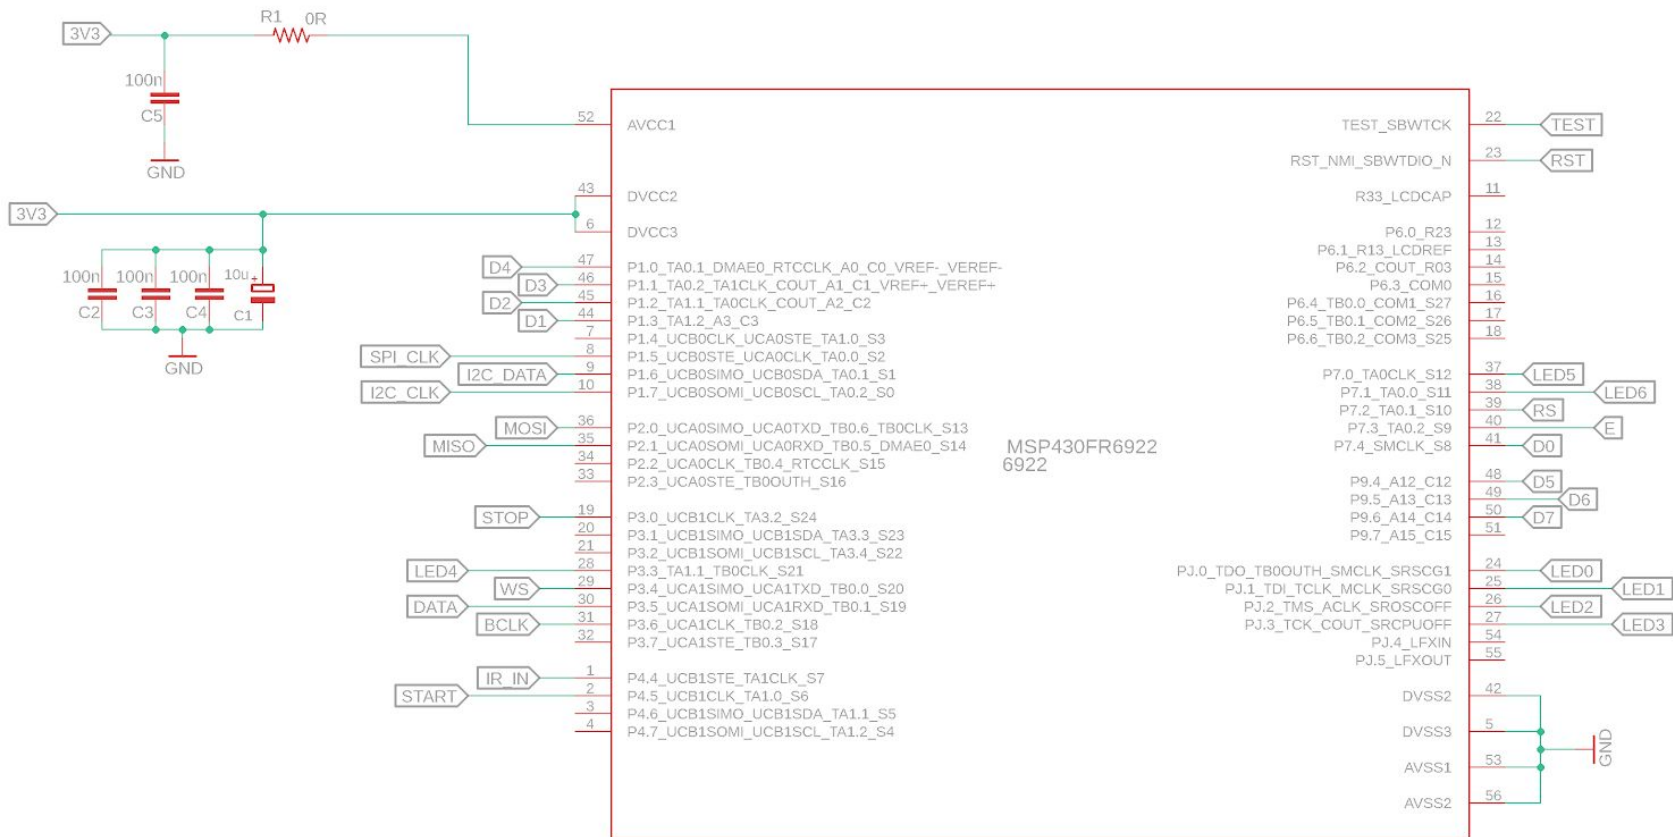 R1 0R
3V3
100n
C5
GND
52 AVCC1
TEST_SBWTCK 22 TEST
RST_NMI_SBWTDIO_N 23 RST
43 DVCC2
R33_LCDCAP 11
3V3
6 DVCC3
P6.0_R23 12
P6.1_R13_LCDREF 13
D4 47 P1.0_TA0.1_DMAE0_RTCCLK_A0_C0_VREF-_VEREF-
P6.2_COUT_R03 14
100n 100n 100n 10u +
D3 46 P1.1_TA0.2_TA1CLK_COUT_A1_C1_VREF+_VEREF+
P6.3_COM0 15
D2 45 P1.2_TA1.1_TA0CLK_COUT_A2_C2
P6.4_TB0.0_COM1_S27 16
C2 C3 C4 C1
D1 44 P1.3_TA1.2_A3_C3
P6.5_TB0.1_COM2_S26 17
7 P1.4_UCB0CLK_UCA0STE_TA1.0_S3
P6.6_TB0.2_COM3_S25 18
GND
SPI_CLK 8 P1.5_UCB0STE_UCA0CLK_TA0.0_S2
I2C_DATA 9 P1.6_UCB0SIMO_UCB0SDA_TA0.1_S1
P7.0_TA0CLK_S12 37 LED5
I2C_CLK 10 P1.7_UCB0SOMI_UCB0SCL_TA0.2_S0
P7.1_TA0.0_S11 38 LED6
P7.2_TA0.1_S10 39 RS
MOSI 36 P2.0_UCA0SIMO_UCA0TXD_TB0.6_TB0CLK_S13
P7.3_TA0.2_S9 40 E
MISO 35 P2.1_UCA0SOMI_UCA0RXD_TB0.5_DMAE0_S14
MSP430FR6922
P7.4_SMCLK_S8 41 D0
34 P2.2_UCA0CLK_TB0.4_RTCCLK_S15
6922
33 P2.3_UCA0STE_TB0OUTH_S16
P9.4_A12_C12 48 D5
P9.5_A13_C13 49 D6
STOP 19 P3.0_UCB1CLK_TA3.2_S24
P9.6_A14_C14 50 D7
20 P3.1_UCB1SIMO_UCB1SDA_TA3.3_S23
P9.7_A15_C15 51
21 P3.2_UCB1SOMI_UCB1SCL_TA3.4_S22
LED4 28 P3.3_TA1.1_TB0CLK_S21
PJ.0_TDO_TB0OUTH_SMCLK_SRSCG1 24 LED0
WS 29 P3.4_UCA1SIMO_UCA1TXD_TB0.0_S20
PJ.1_TDI_TCLK_MCLK_SRSCG0 25 LED1
DATA 30 P3.5_UCA1SOMI_UCA1RXD_TB0.1_S19
PJ.2_TMS_ACLK_SROSCOFF 26 LED2
BCLK 31 P3.6_UCA1CLK_TB0.2_S18
PJ.3_TCK_COUT_SRCPUOFF 27 LED3
32 P3.7_UCA1STE_TB0.3_S17
PJ.4_LFXIN 54
PJ.5_LFXOUT 55
IR_IN 1 P4.4_UCB1STE_TA1CLK_S7
START 2 P4.5_UCB1CLK_TA1.0_S6
DVSS2 42
3 P4.6_UCB1SIMO_UCB1SDA_TA1.1_S5
4 P4.7_UCB1SOMI_UCB1SCL_TA1.2_S4
DVSS3 5
GND
AVSS1 53
AVSS2 56